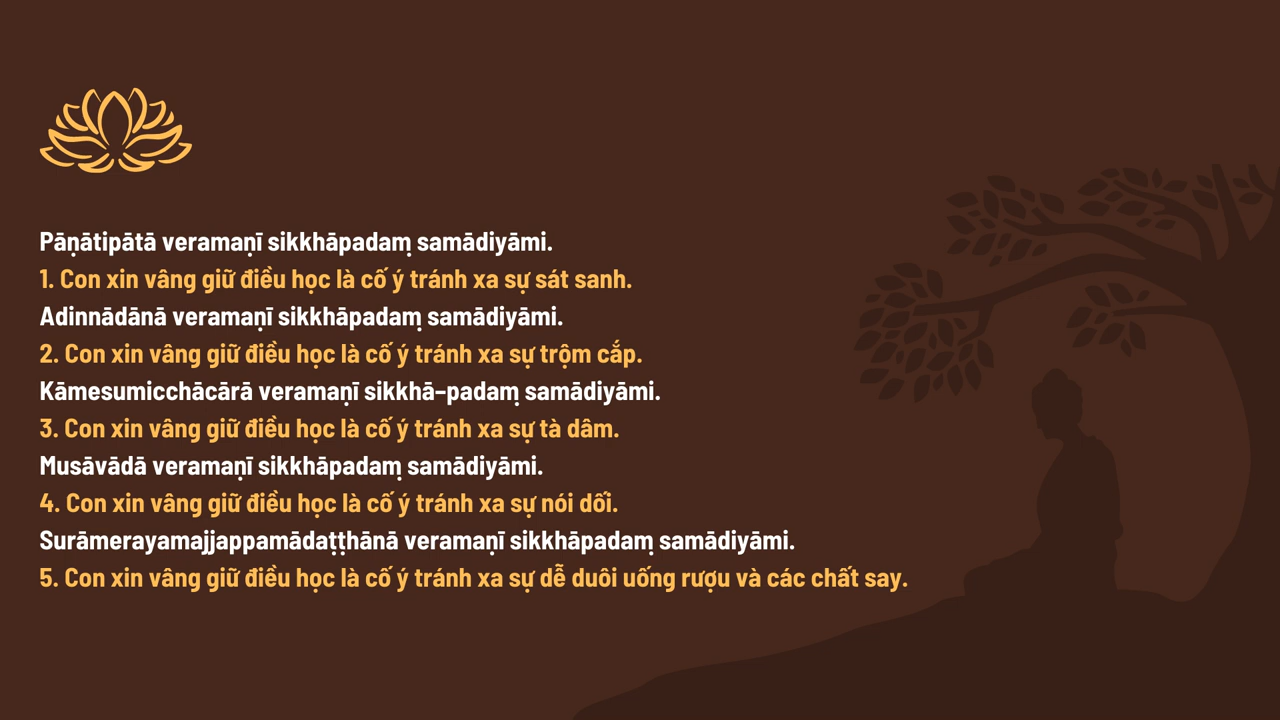 Pāṇātipātā veramaṇī sikkhāpadaṃ samādiyāmi.
1. Con xin vâng giữ điều học là cố ý tránh xa sự sát sanh.
Adinnādānā veramaṇī sikkhāpadaṃ samādiyāmi.
2. Con xin vâng giữ điều học là cố ý tránh xa sự trộm cắp.
Kāmesumicchācārā veramaṇī sikkhā–padaṃ samādiyāmi.
3. Con xin vâng giữ điều học là cố ý tránh xa sự tà dâm.
Musāvādā veramaṇī sikkhāpadaṃ samādiyāmi.
4. Con xin vâng giữ điều học là cố ý tránh xa sự nói dối.
Surāmerayamajjappamādaṭṭhānā veramaṇī sikkhāpadaṃ samādiyāmi.
5. Con xin vâng giữ điều học là cố ý tránh xa sự dễ duôi uống rượu và các chất say.